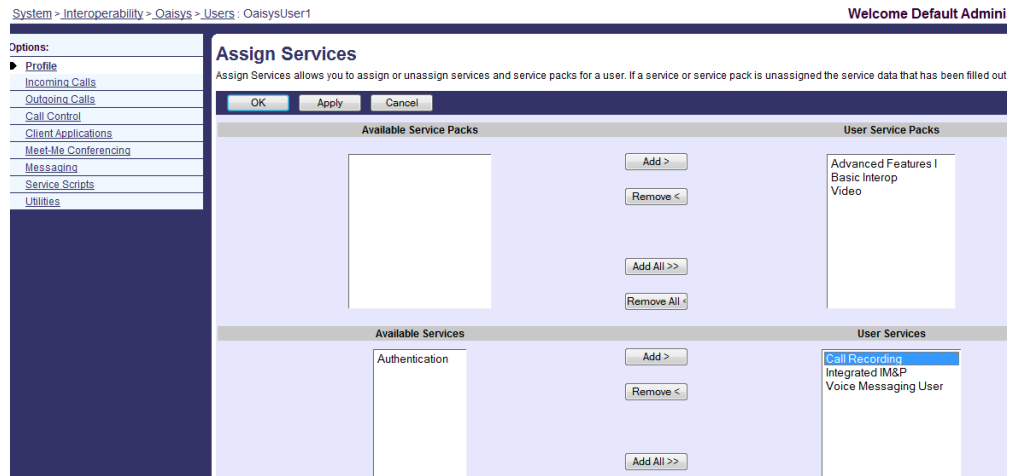 System > Interoperability > Oaisys > Users : OaisysUser1
Welcome Default Admini
Options:
Profile
Incoming Calls
Outgoing Calls
Call Control
Client Applications
Meet-Me Conferencing
Messaging
Service Scripts
Utilities
Assign Services
Assign Services allows you to assign or unassign services and service packs for a user. If a service or service pack is unassigned the service data that has been filled out
OK Apply Cancel
Available Service Packs
User Service Packs
Add >
Remove <
Add All >>
Remove All <
Advanced Features I
Basic Interop
Video
Available Services
User Services
Authentication
Add >
Remove <
Add All >>
Call Recording
Integrated IM&P
Voice Messaging User